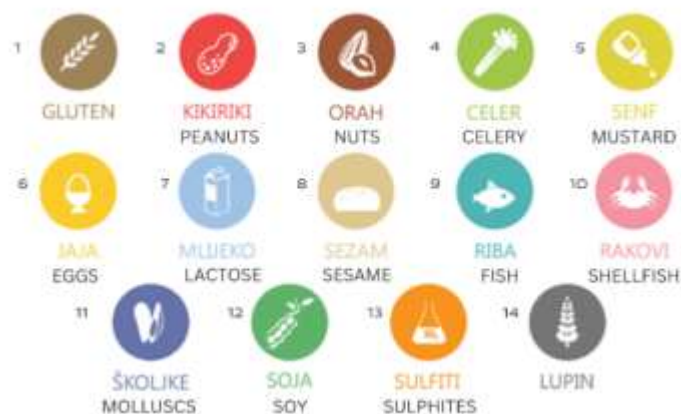 1 2 3 4 5
GLUTEN KIKIRIKI ORAH CELER SENF
PEANUTS NUTS CELERY MUSTARD
6 7 8 9 10
JAJA MLIJEKO SEZAM RIBA RAKOVI
EGGS LACTOSE SESAME FISH SHELLFISH
11 12 13 14
ŠKOLJKE SOJA SULFITI LUPIN
MOLLUSCS SOY SULPHITES